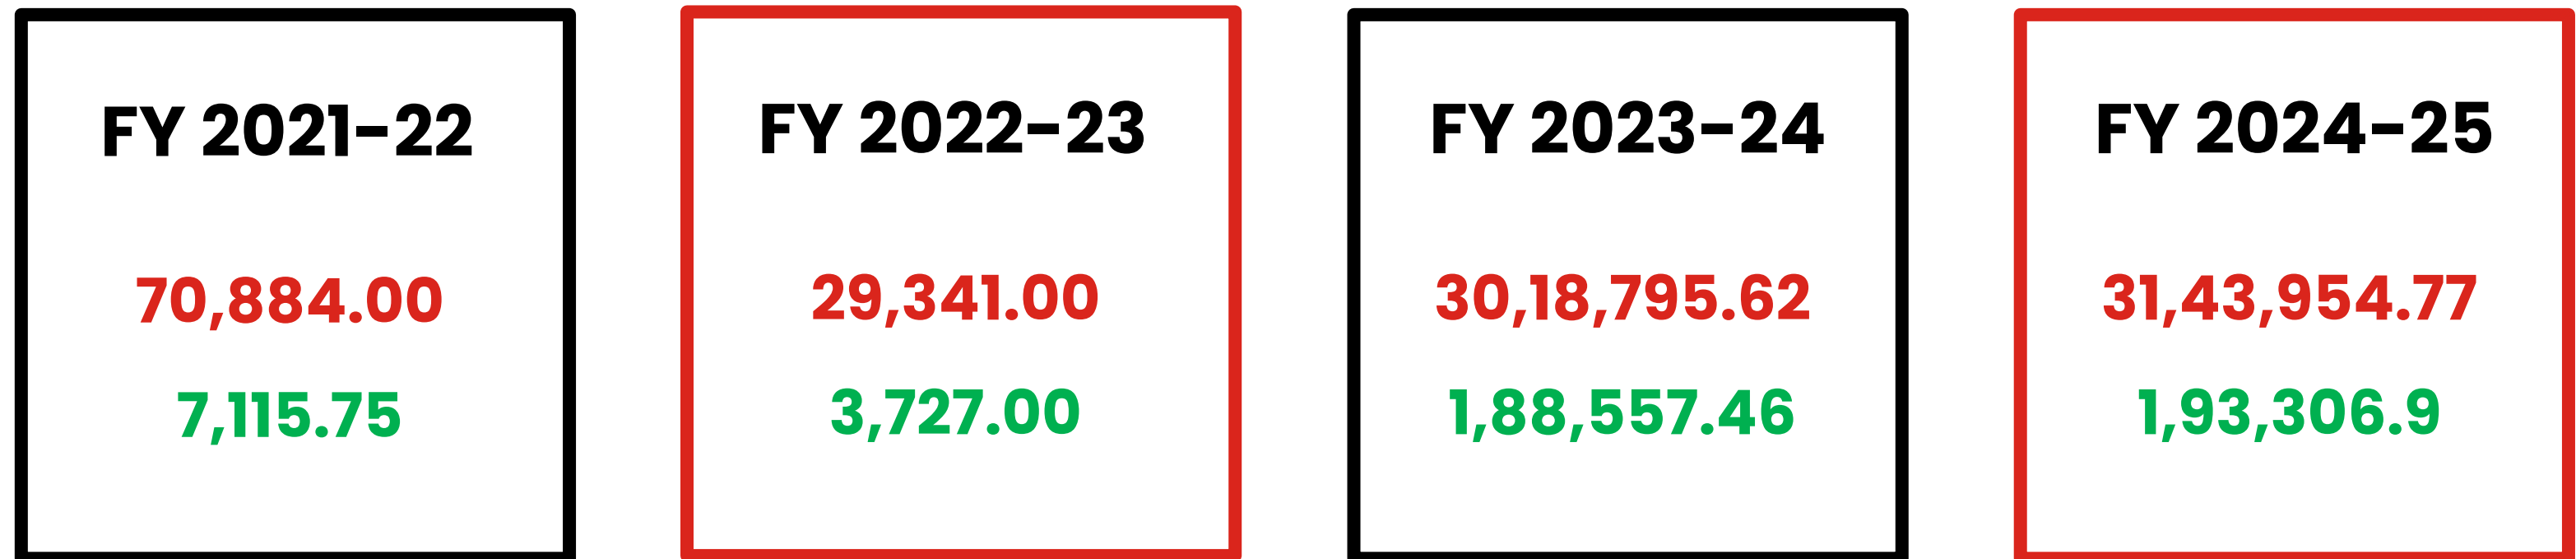 FY 2021-22
70,884.00
7,115.75
FY 2022-23
29,341.00
3,727.00
FY 2023-24
30,18,795.62
1,88,557.46
FY 2024-25
31,43,954.77
1,93,306.9